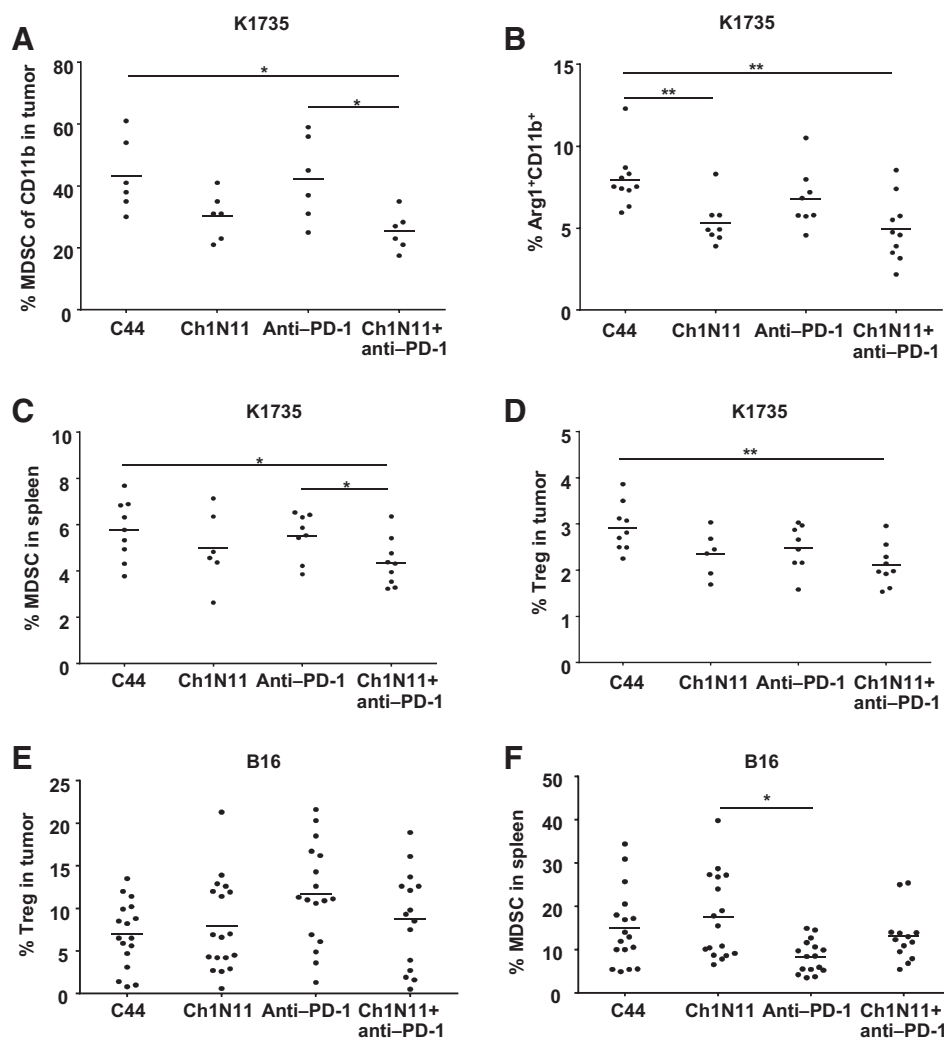 A
K1735
% MDSC of CD11b in tumor
80
60
40
20
0
*
*
C44
Ch1N11
Anti–PD-1
Ch1N11+
anti–PD-1
B
K1735
% Arg1+CD11b+
15
10
5
0
**
**
C44
Ch1N11
Anti–PD-1
Ch1N11+
anti–PD-1
C
K1735
% MDSC in spleen
10
8
6
4
2
0
*
*
C44
Ch1N11
Anti–PD-1
Ch1N11+
anti–PD-1
D
K1735
% Treg in tumor
5
4
3
2
1
0
**
C44
Ch1N11
Anti–PD-1
Ch1N11+
anti–PD-1
E
B16
% Treg in tumor
25
20
15
10
5
0
C44
Ch1N11
Anti–PD-1
Ch1N11+
anti–PD-1
F
B16
% MDSC in spleen
50
40
30
20
10
0
*
C44
Ch1N11
Anti–PD-1
Ch1N11+
anti–PD-1